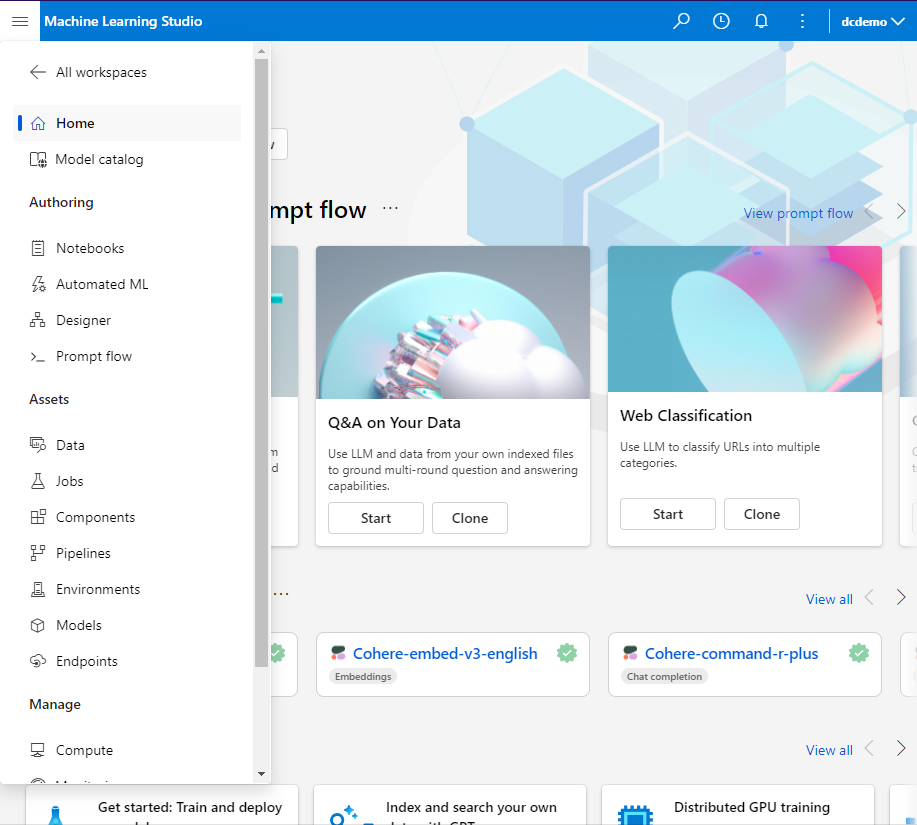 Machine Learning Studio
dcdemo
All workspaces
Home
Model catalog
Authoring
Notebooks
Automated ML
Designer
Prompt flow
Assets
Data
Jobs
Components
Pipelines
Environments
Models
Endpoints
Manage
Compute
mpt flow ...
View prompt flow
Q&A on Your Data
Use LLM and data from your own indexed files
to ground multi-round question and answering
capabilities.
Start
Clone
Web Classification
Use LLM to classify URLs into multiple
categories.
Start
Clone
...
View all
Cohere-embed-v3-english
Embeddings
Cohere-command-r-plus
Chat completion
View all
Get started: Train and deploy
Index and search your own
data with GPT
Distributed GPU training